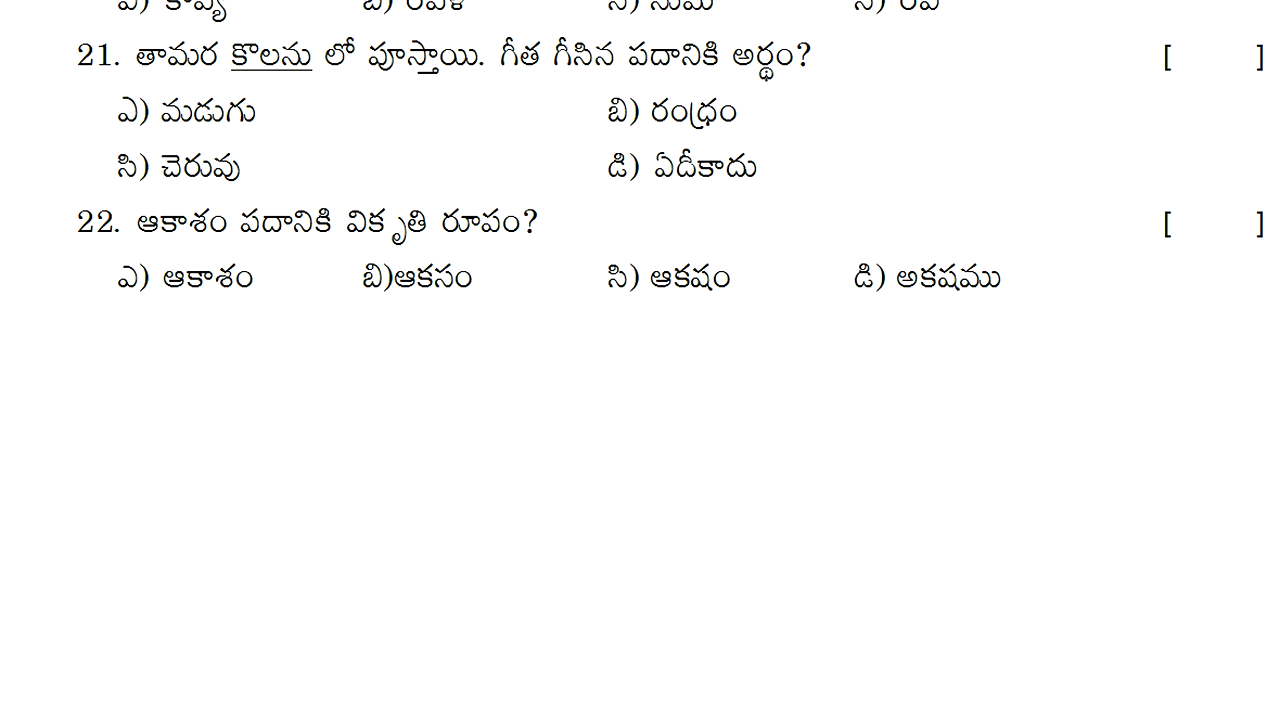 21. తామర కొలను లో పూస్తాయి. గీత గీసిన పదానికి అర్థం? [ ]
ఎ) మడుగు బి) రంధ్రం
సి) చెరువు డి) ఏదీకాదు
22. ఆకాశం పదానికి వికృతి రూపం? [ ]
ఎ) ఆకాశం బి)ఆకసం సి) ఆకషం డి) అకషము